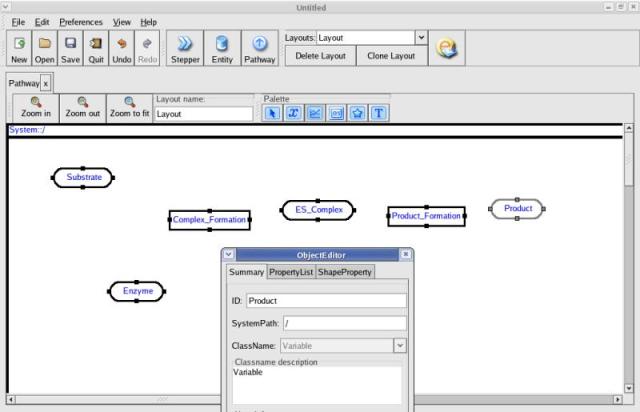 Untitled
File Edit Preferences View Help
New Open Save Quit Undo Redo Stepper Entity Pathway
Layouts: Layout
Delete Layout Clone Layout
Pathway x
Zoom in Zoom out Zoom to fit
Layout name:
Layout
Palette
T
System::/
Substrate
Complex_Formation
ES_Complex
Product_Formation
Product
Enzyme
ObjectEditor
Summary PropertyList ShapeProperty
ID: Product
SystemPath: /
ClassName: Variable
Classname description
Variable